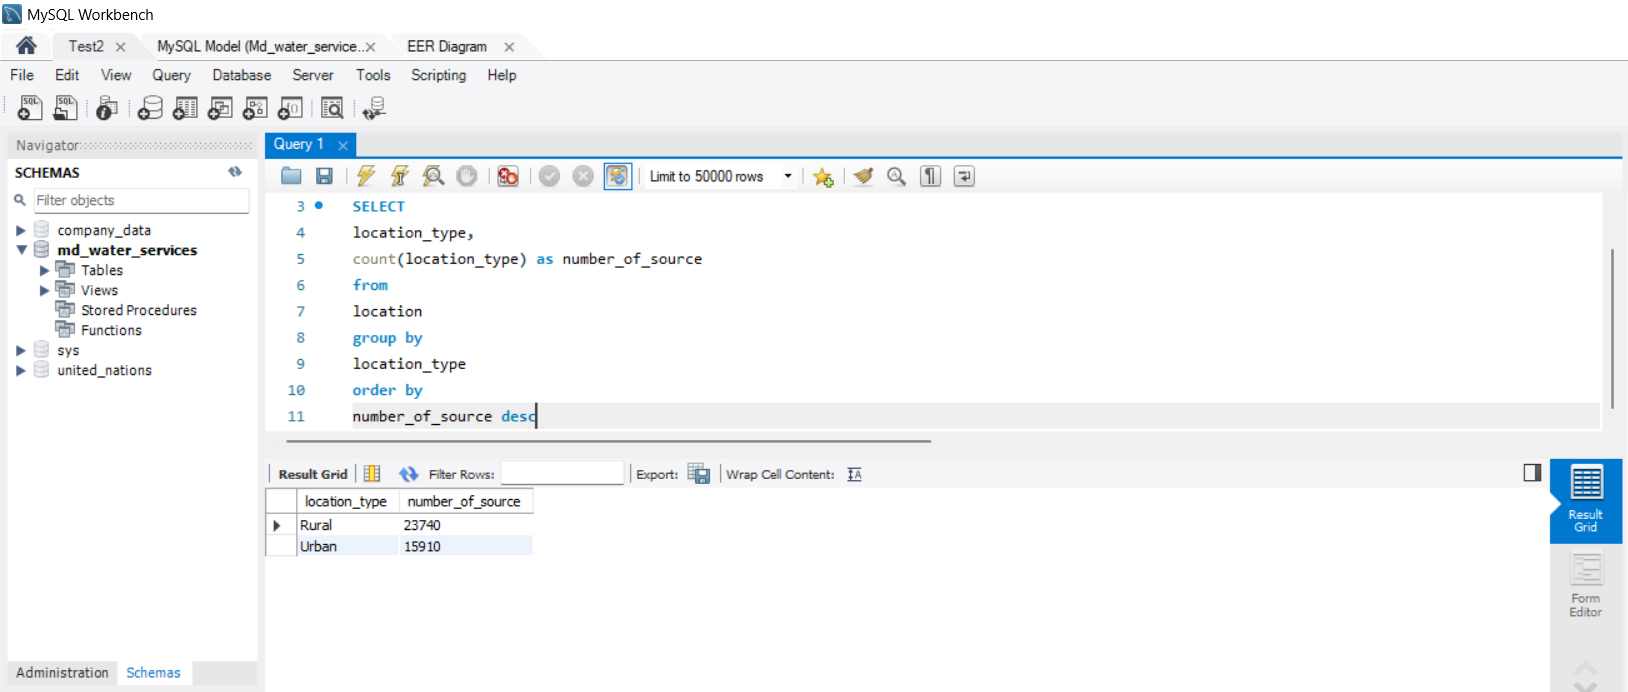 MySQL Workbench
Test2 MySQL Model (Md_water_service.. EER Diagram
File Edit View Query Database Server Tools Scripting Help
Navigator
Query 1
SCHEMAS
Limit to 50000 rows
Filter objects
company_data
md_water_services
Tables
Views
Stored Procedures
Functions
sys
united_nations
3 SELECT
4 location_type,
5 count(location_type) as number_of_source
6 from
7 location
8 group by
9 location_type
10 order by
11 number_of_source desc
Result Grid Filter Rows: Export: Wrap Cell Content:
location_type number_of_source
Rural 23740
Urban 15910
Result
Grid
Form
Editor
Administration Schemas